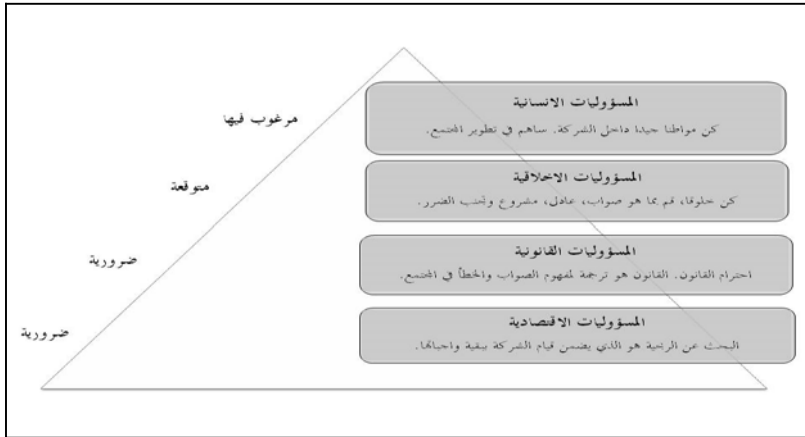 المسؤوليات الانسانية
كن مواطنا جيدا داخل الشركة. ساهم في تطوير المجتمع.
مرغوب فيها
المسؤوليات الاخلاقية
كن خلوقا، قم بما هو صواب، عادل، مشروع وتجنب الضرر.
متوقعة
المسؤوليات القانونية
احترام القانون. القانون هو ترجمة لمفهوم الصواب والخطأ في المجتمع.
ضرورية
المسؤوليات الاقتصادية
البحث عن الربحية هو الذي يضمن قيام الشركة ببقية واجباتها.
ضرورية